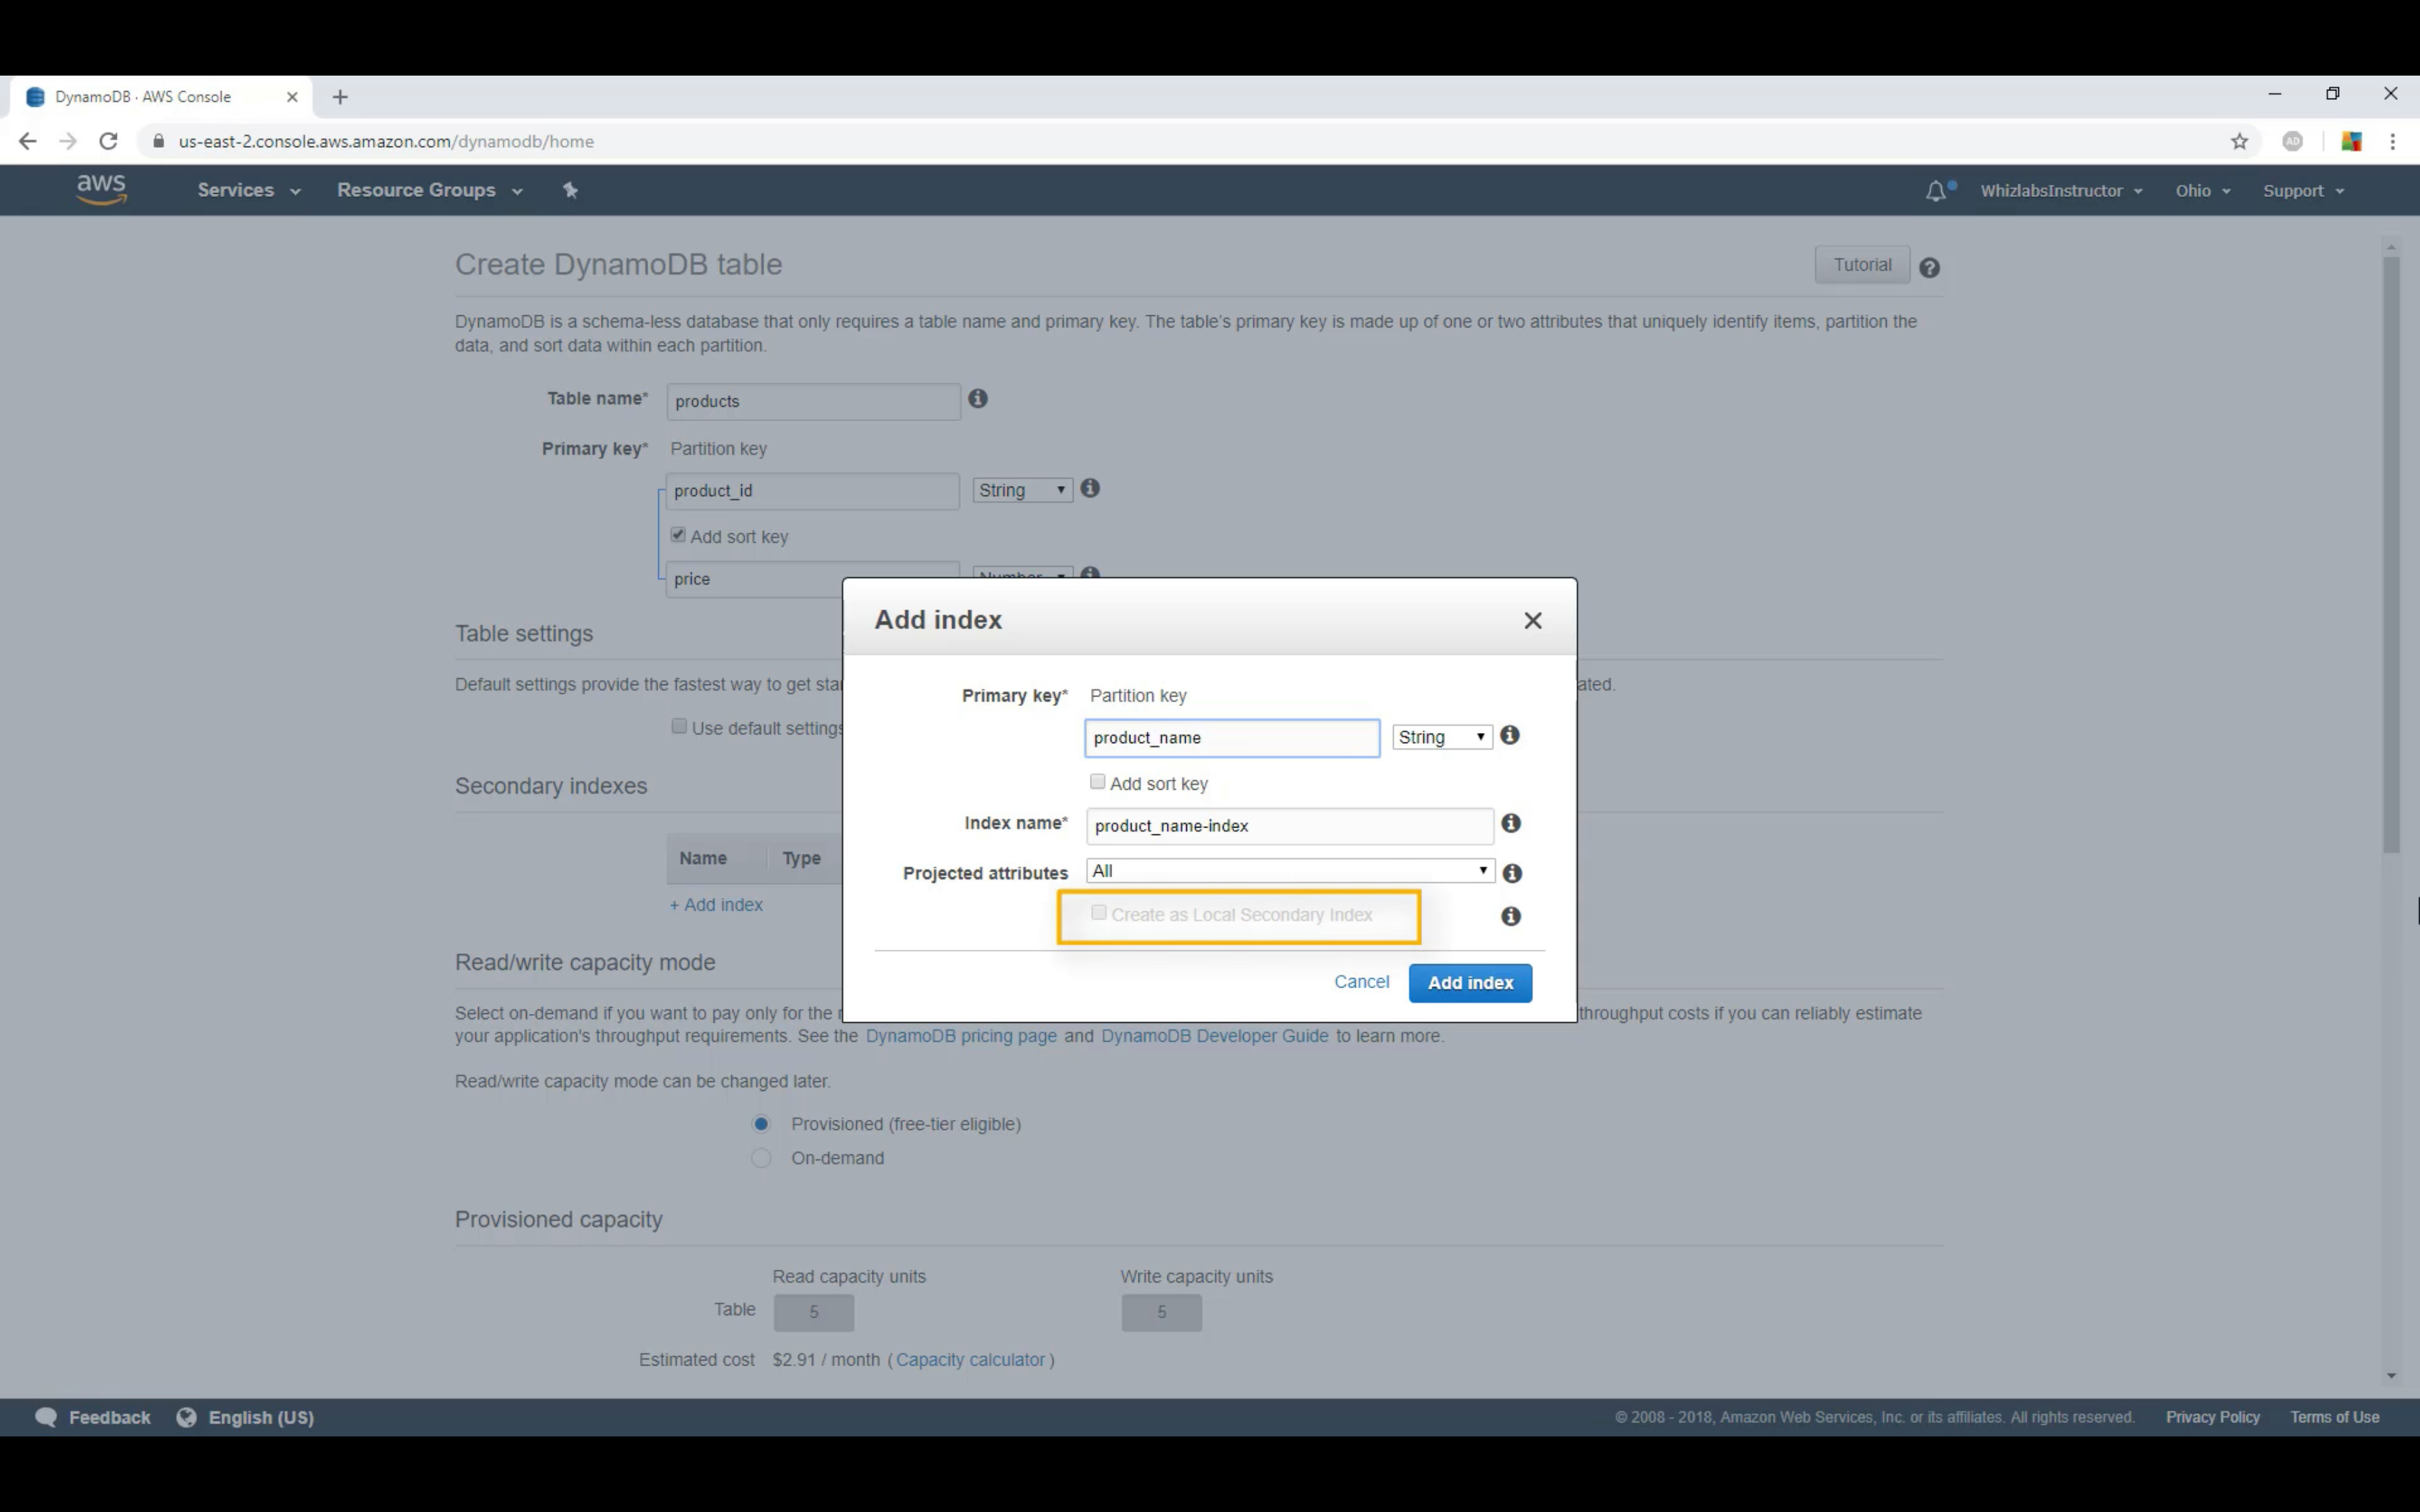 DynamoDB · AWS Console
us-east-2.console.aws.amazon.com/dynamodb/home
AD
aws Services Resource Groups WhizlabsInstructor Ohio Support
Create DynamoDB table Tutorial
DynamoDB is a schema-less database that only requires a table name and primary key. The table's primary key is made up of one or two attributes that uniquely identify items, partition the
data, and sort data within each partition.
Table name* products
Primary key* Partition key
product_id String
Add sort key
price Number
Add index
Table settings
Default settings provide the fastest way to get ated.
Use default settings
Primary key* Partition key
product_name String
Add sort key
Secondary indexes
Index name* product_name-index
Name Type
Projected attributes All
+ Add index
Create as Local Secondary Index
Cancel Add index
Read/write capacity mode
Select on-demand if you want to pay only for the throughput costs if you can reliably estimate
your application's throughput requirements. See the DynamoDB pricing page and DynamoDB Developer Guide to learn more.
Read/write capacity mode can be changed later.
Provisioned (free-tier eligible)
On-demand
Provisioned capacity
Read capacity units Write capacity units
Table 5 5
Estimated cost $2.91 / month ( Capacity calculator )
Feedback English (US) © 2008 - 2018, Amazon Web Services, Inc. or its affiliates. All rights reserved. Privacy Policy Terms of Use